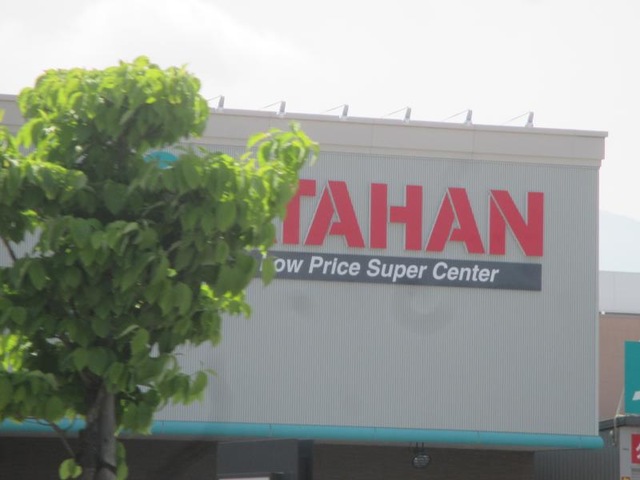 TAHAN
ow Price Super Center